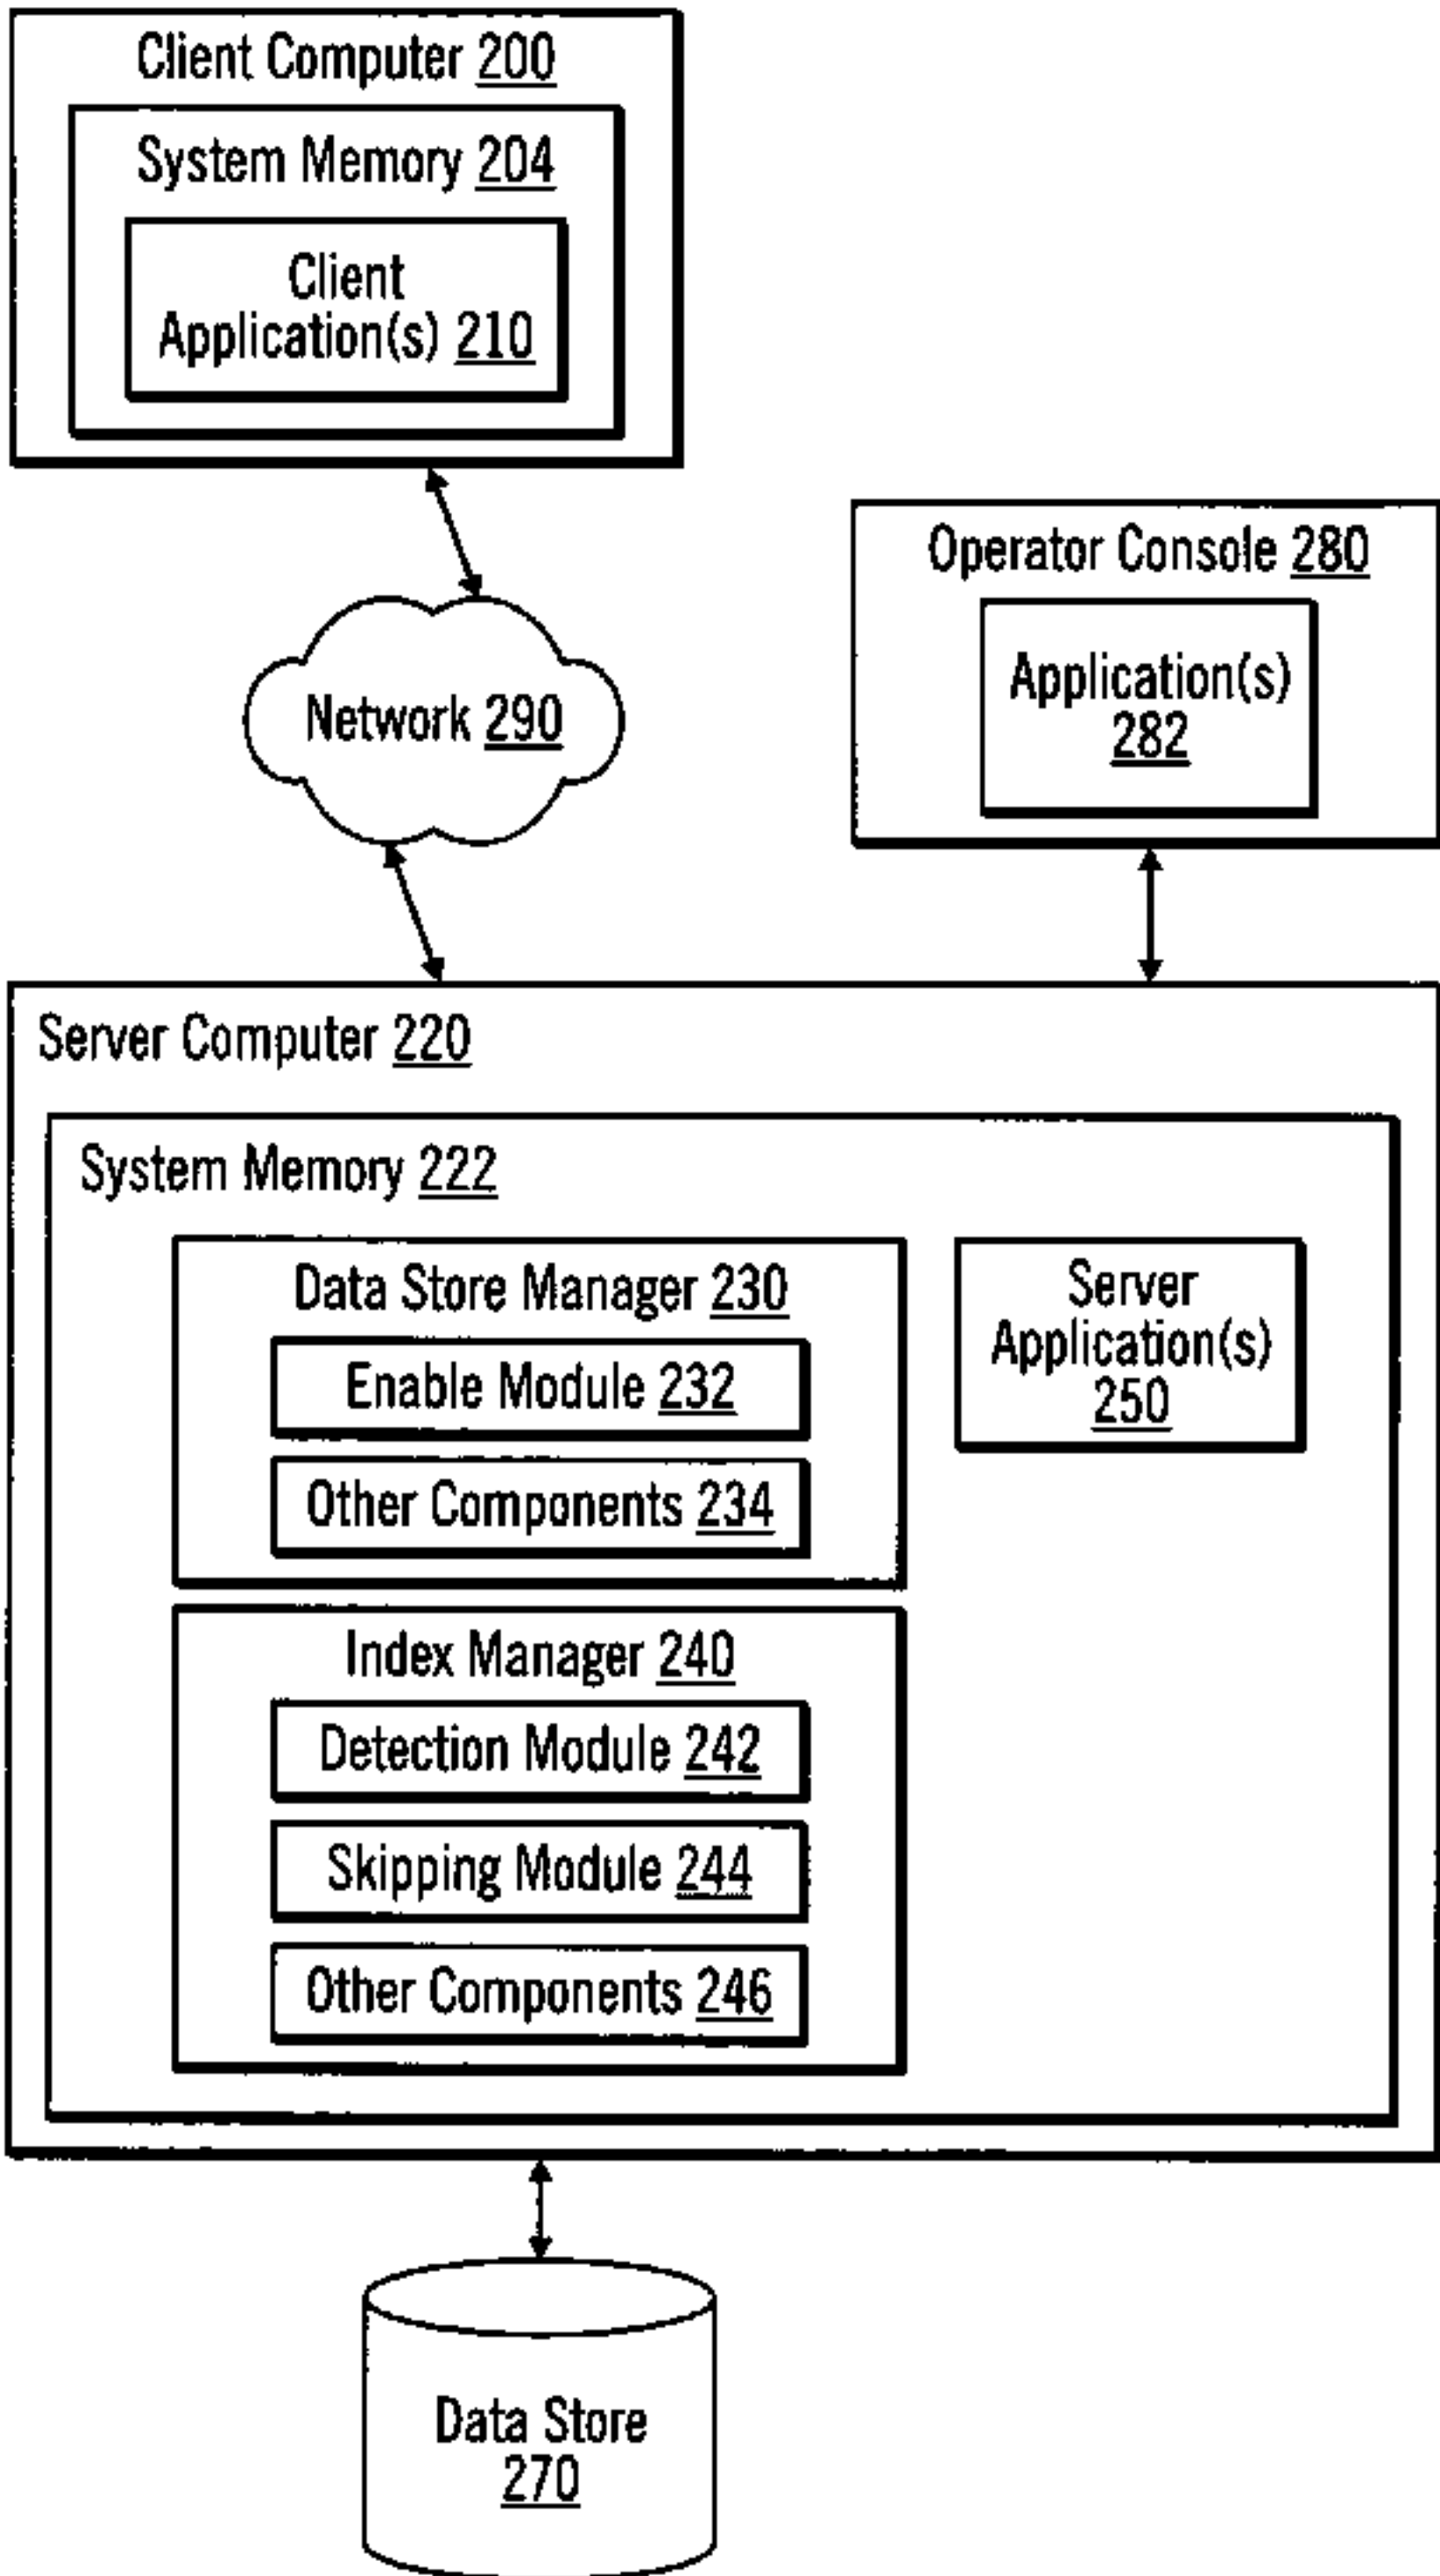 Client Computer 200
System Memory 204
Client
Application(s) 210
Operator Console 280
Application(s)
282
Network 290
Server Computer 220
System Memory 222
Data Store Manager 230
Enable Module 232
Other Components 234
Server
Application(s)
250
Index Manager 240
Detection Module 242
Skipping Module 244
Other Components 246
Data Store
270